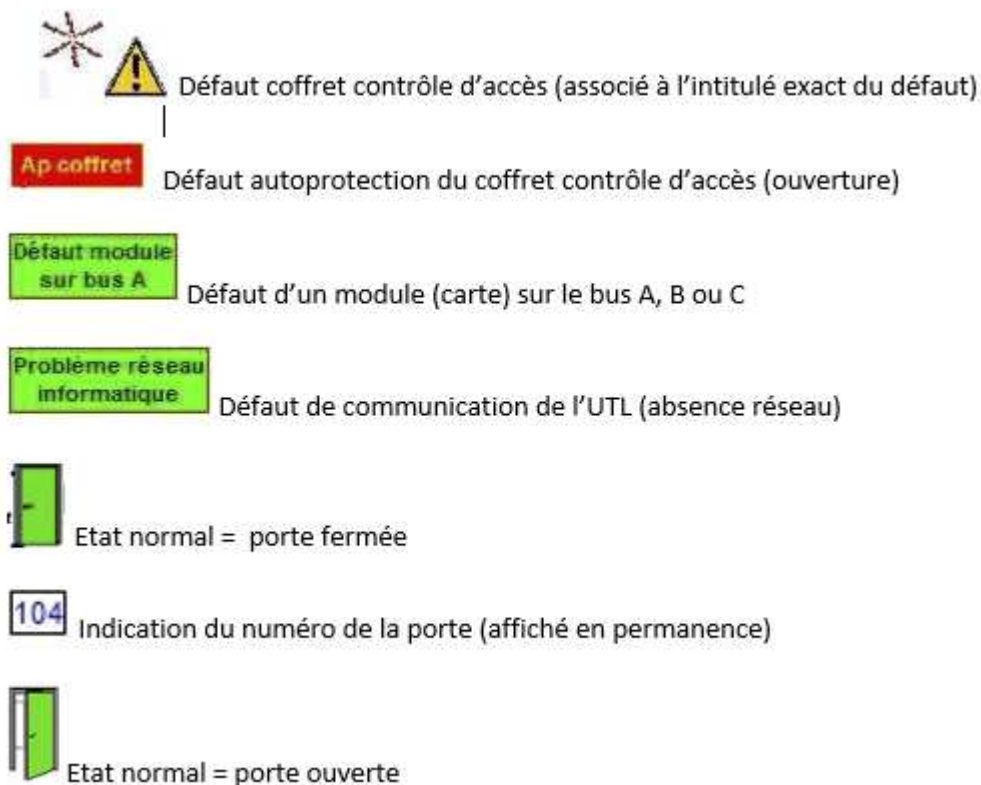 Défaut coffret contrôle d'accès (associé à l'intitulé exact du défaut)
Ap coffret
Défaut autoprotection du coffret contrôle d'accès (ouverture)
Défaut module
sur bus A
Défaut d'un module (carte) sur le bus A, B ou C
Problème réseau
informatique
Défaut de communication de l'UTL (absence réseau)
Etat normal = porte fermée
104
Indication du numéro de la porte (affiché en permanence)
Etat normal = porte ouverte